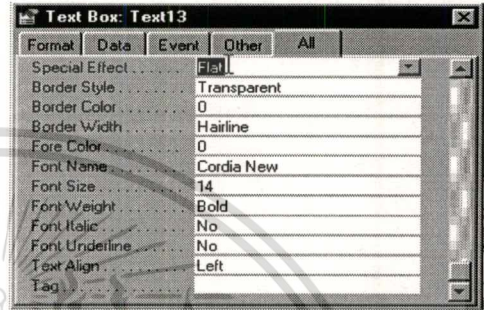 Text Box: Text13
Format Data Event Other All
Special Effect . . . . . . . Flat
Border Style . . . . . . . . . Transparent
Border Color . . . . . . . . . 0
Border Width . . . . . . . . Hairline
Fore Color . . . . . . . . . . . 0
Font Name . . . . . . . . . . Cordia New
Font Size . . . . . . . . . . . . 14
Font Weight . . . . . . . . . Bold
Font Italic . . . . . . . . . . . . No
Font Underline . . . . . . . No
Text Align . . . . . . . . . . . Left
Tag . . . . . . . . . . . . . . . . .